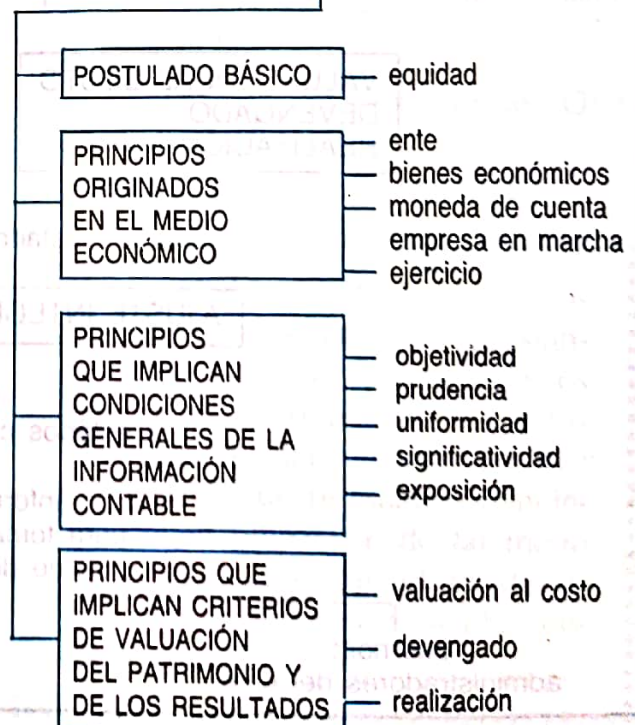 POSTULADO BÁSICO
equidad
PRINCIPIOS
ORIGINADOS
EN EL MEDIO
ECONÓMICO
ente
bienes económicos
moneda de cuenta
empresa en marcha
ejercicio
PRINCIPIOS
QUE IMPLICAN
CONDICIONES
GENERALES DE LA
INFORMACIÓN
CONTABLE
objetividad
prudencia
uniformidad
significatividad
exposición
PRINCIPIOS QUE
IMPLICAN CRITERIOS
DE VALUACIÓN
DEL PATRIMONIO Y
DE LOS RESULTADOS
valuación al costo
devengado
realización